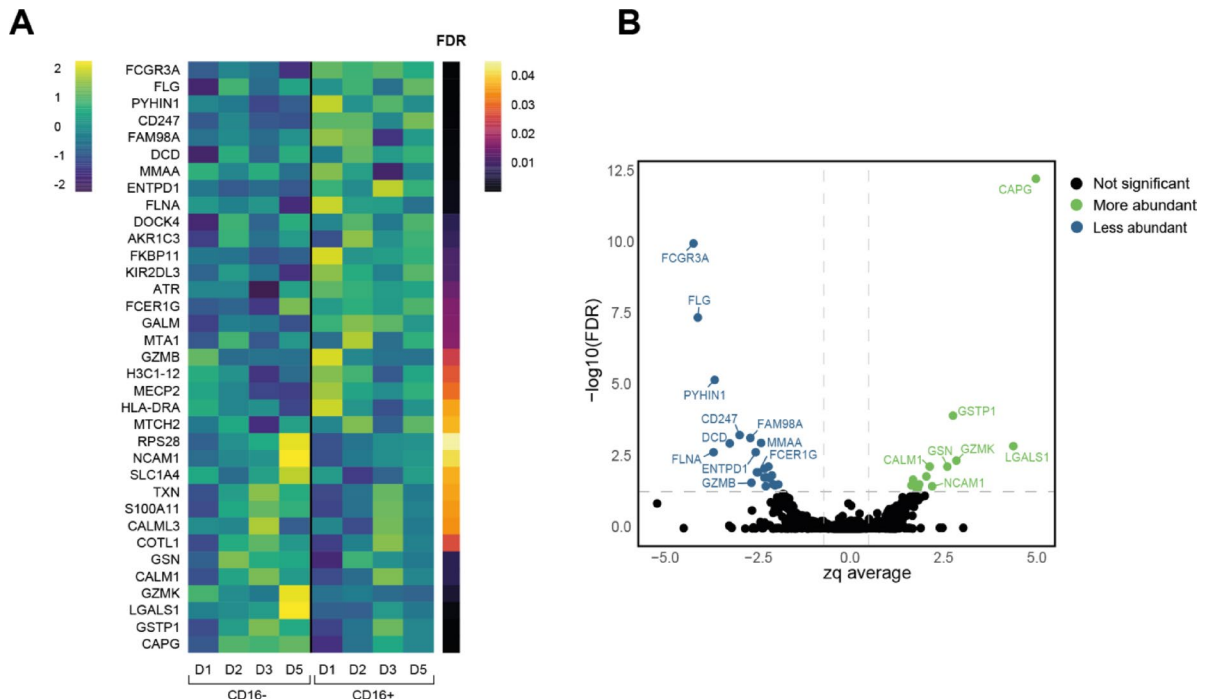 A
FDR
2
1
0
-1
-2
0.04
0.03
0.02
0.01
FCGR3A
FLG
PYHIN1
CD247
FAM98A
DCD
MMAA
ENTPD1
FLNA
DOCK4
AKR1C3
FKBP11
KIR2DL3
ATR
FCER1G
GALM
MTA1
GZMB
H3C1-12
MECP2
HLA-DRA
MTCH2
RPS28
NCAM1
SLC1A4
TXN
S100A11
CALML3
COTL1
GSN
CALM1
GZMK
LGALS1
GSTP1
CAPG
D1 D2 D3 D5 D1 D2 D3 D5
CD16- CD16+
B
−log10(FDR)
12.5
10.0
7.5
5.0
2.5
0.0
CAPG
FCGR3A
FLG
PYHIN1
GSTP1
CD247
FAM98A
DCD
MMAA
FLNA
ENTPD1
FCER1G
GZMB
CALM1
GSN
GZMK
LGALS1
NCAM1
−5.0 −2.5 0.0 2.5 5.0
zq average
Not significant
More abundant
Less abundant